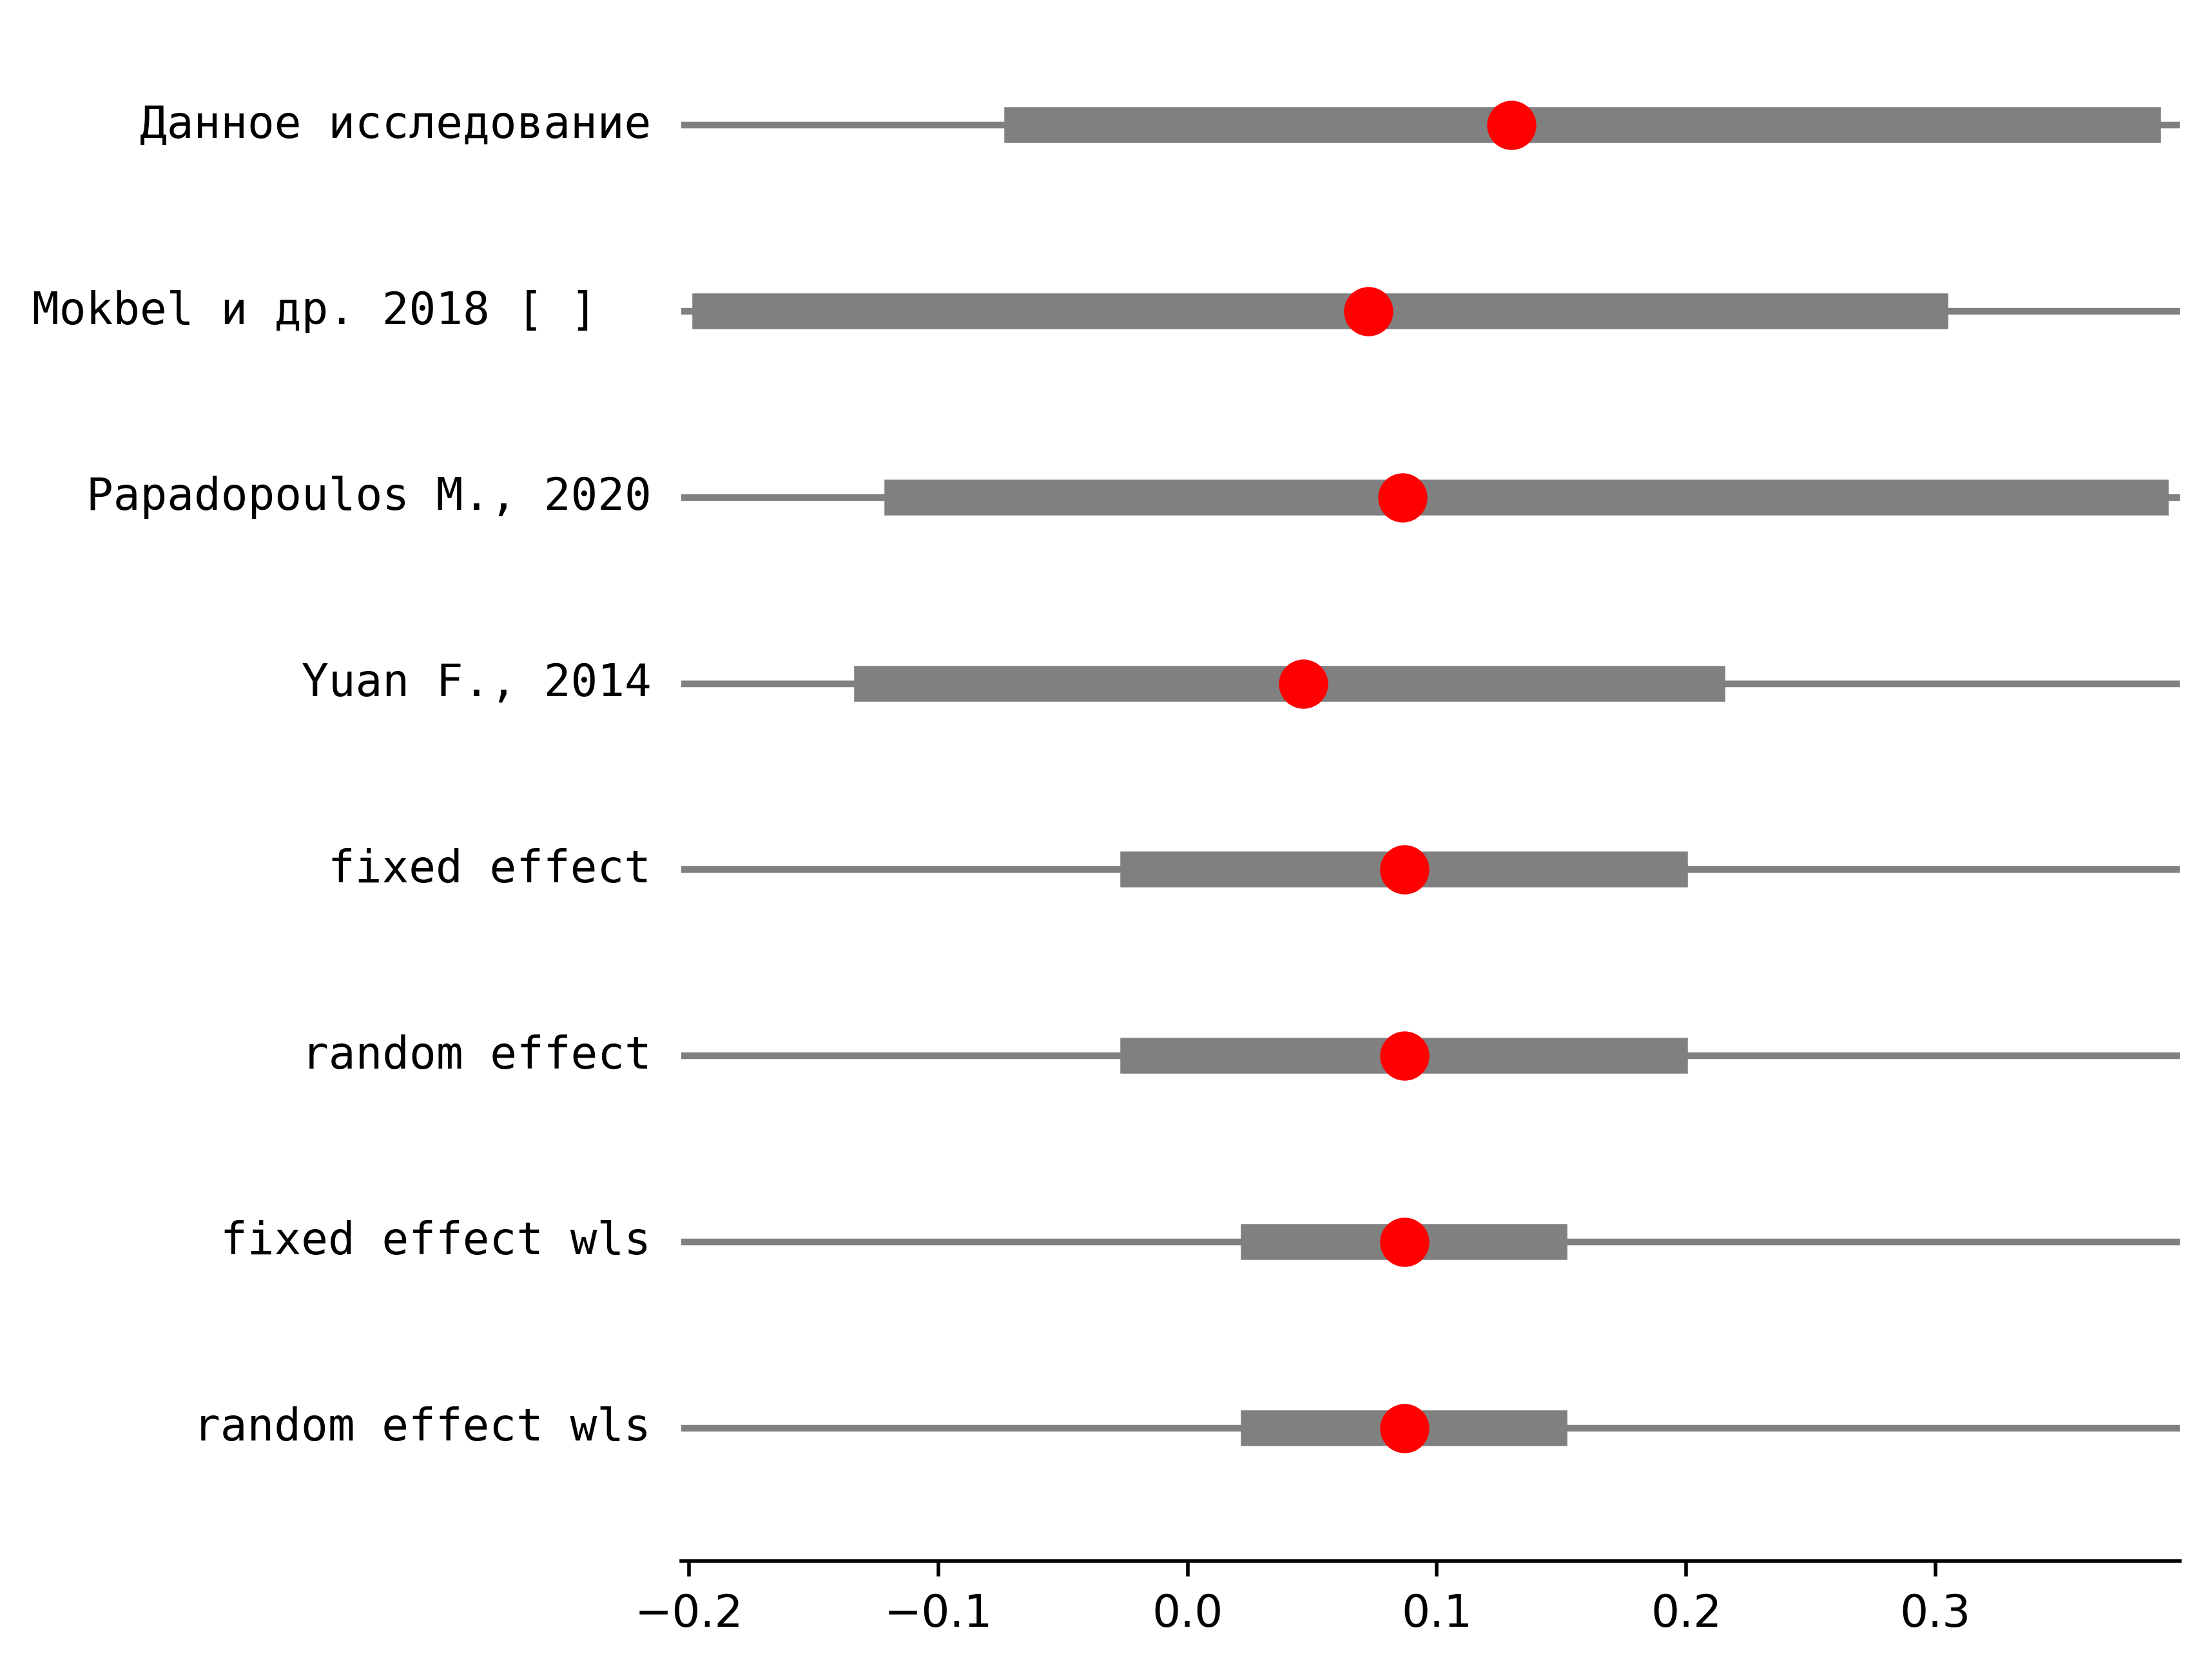 Данное исследование
Mokbel и др. 2018 [ ]
Papadopoulos M., 2020
Yuan F., 2014
fixed effect
random effect
fixed effect wls
random effect wls
−0.2 −0.1 0.0 0.1 0.2 0.3